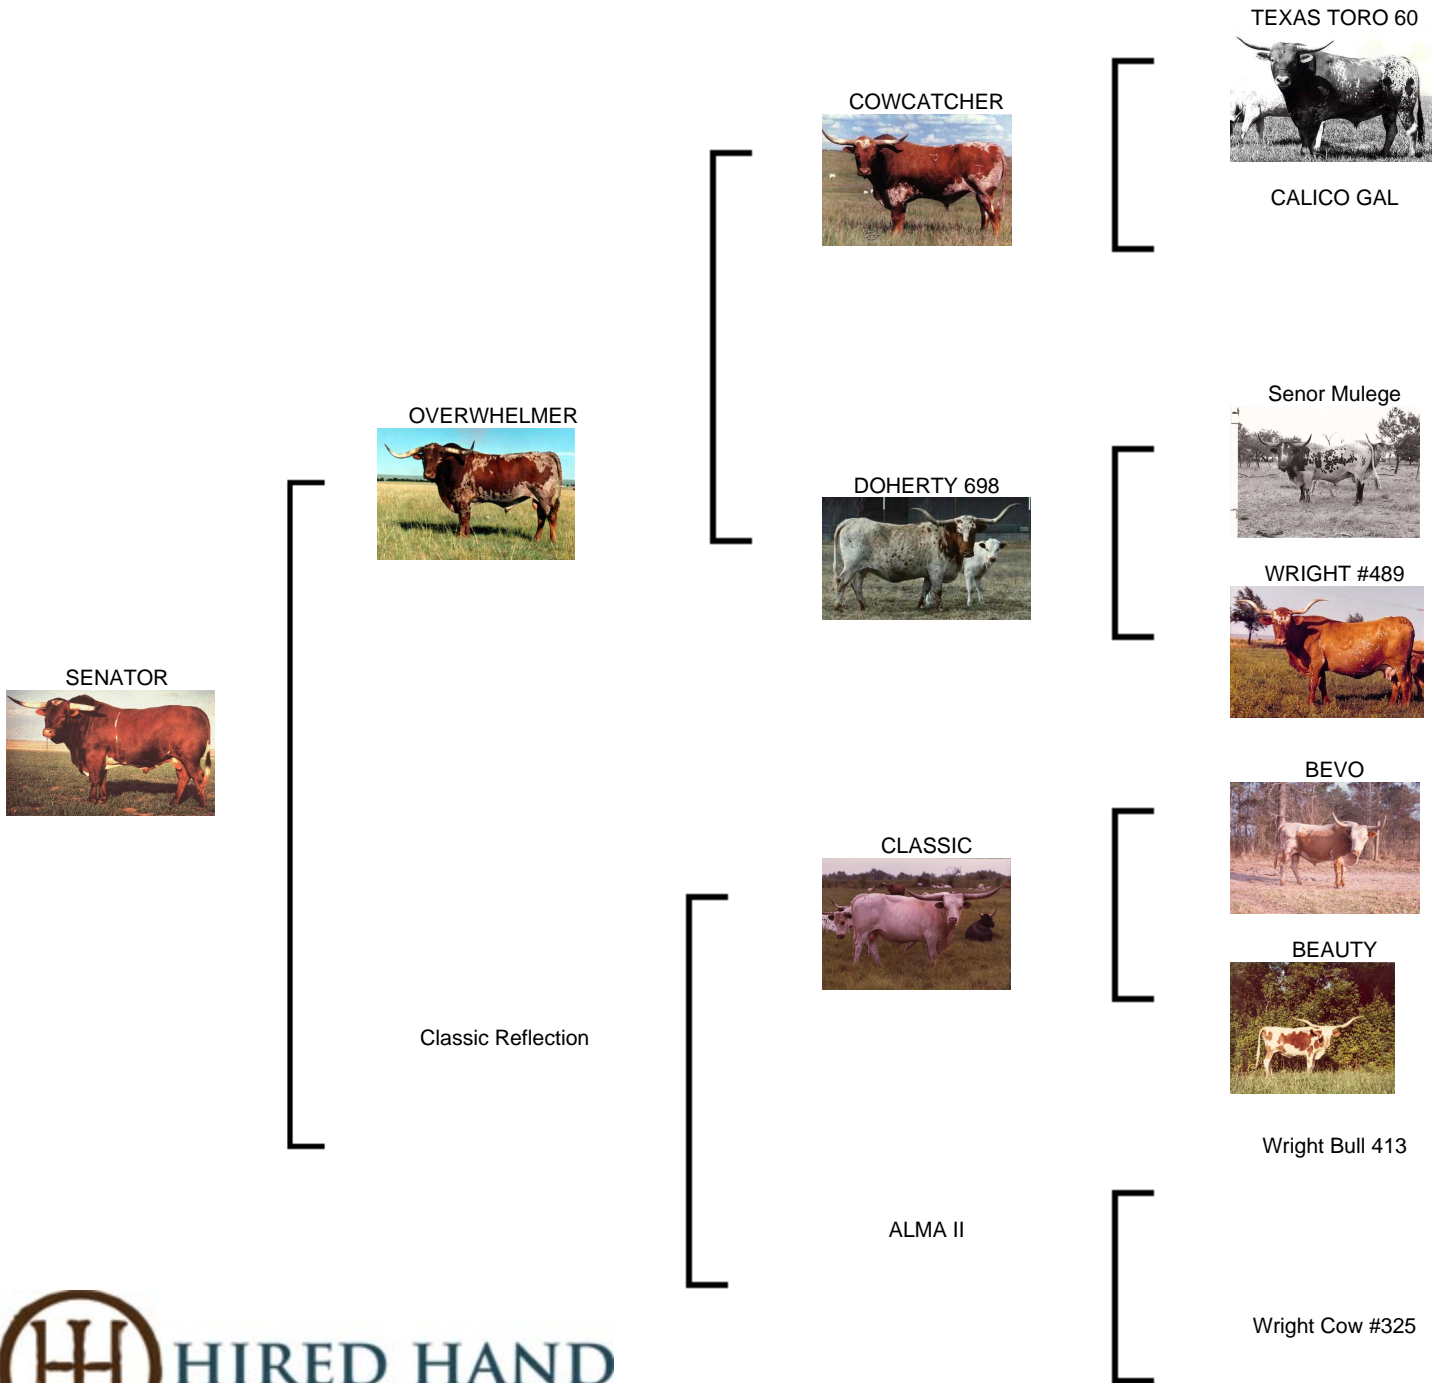 TEXAS TORO 60
COWCATCHER
CALICO GAL
Senor Mulege
OVERWHELMER
DOHERTY 698
WRIGHT #489
SENATOR
BEVO
CLASSIC
BEAUTY
Classic Reflection
Wright Bull 413
ALMA II
Wright Cow #325
HIRED HAND